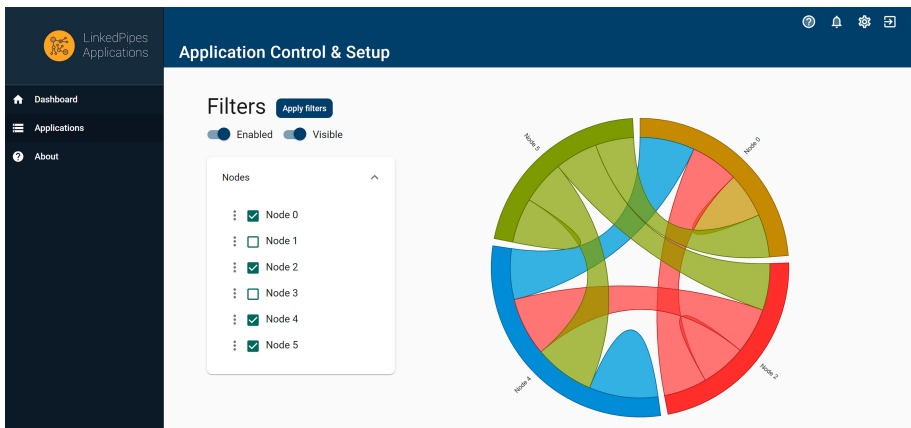 LinkedPipes
Applications
Application Control & Setup
Dashboard
Applications
About
Filters
Apply filters
Enabled
Visible
Nodes
Node 0
Node 1
Node 2
Node 3
Node 4
Node 5
Node 5
Node 0
Node 4
Node 2